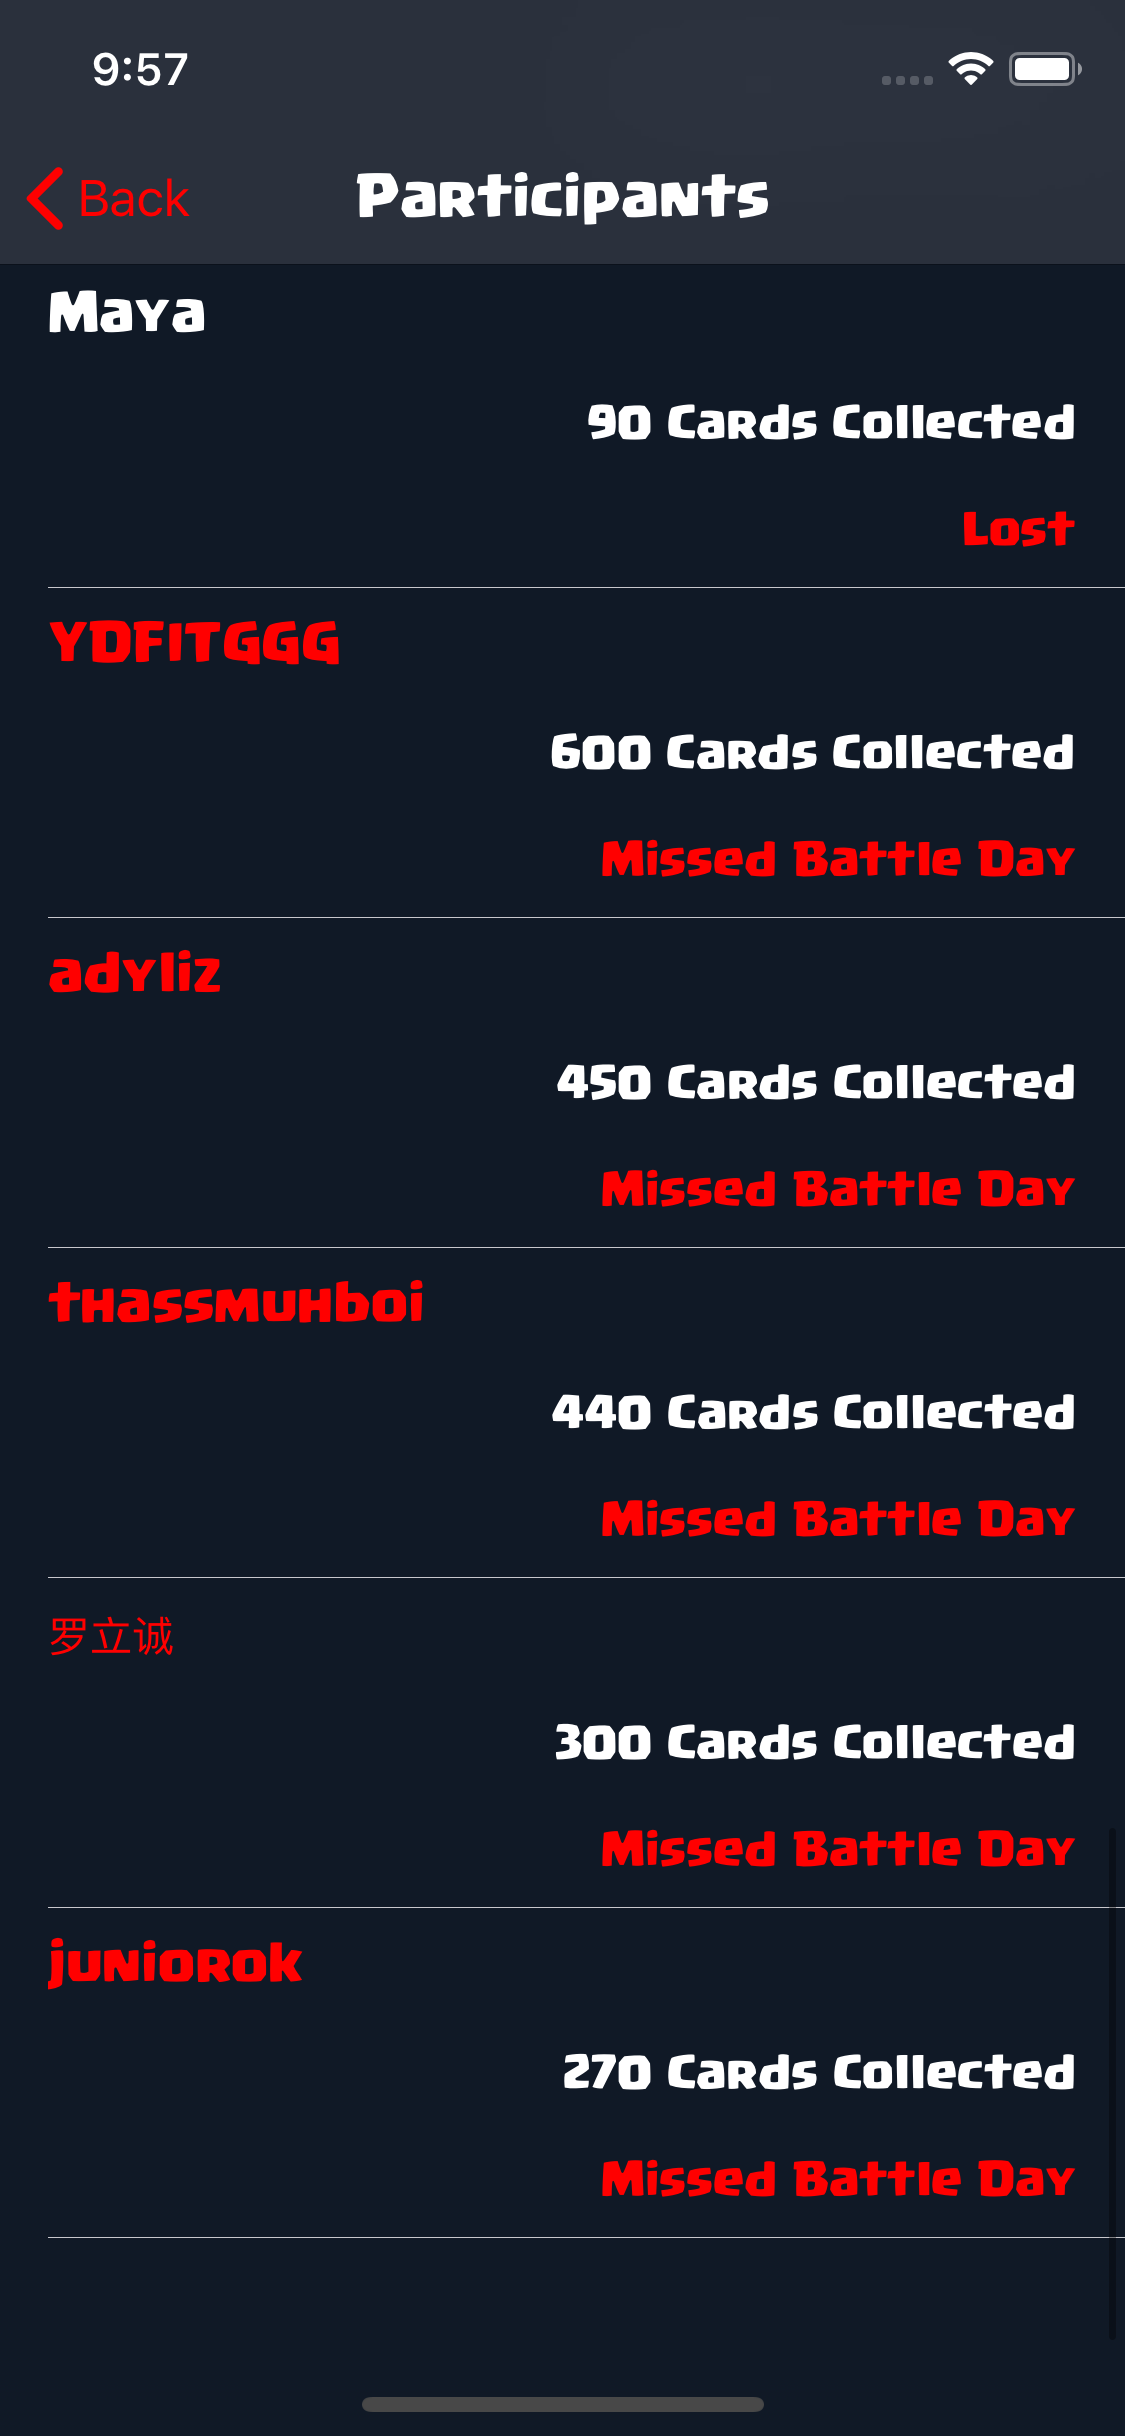 9:57
Back
Participants
Maya
90 Cards Collected
Lost
YDFITGGG
600 Cards Collected
Missed Battle Day
adyliz
450 Cards Collected
Missed Battle Day
thassmuhboi
440 Cards Collected
Missed Battle Day
罗立诚
300 Cards Collected
Missed Battle Day
juniorok
270 Cards Collected
Missed Battle Day